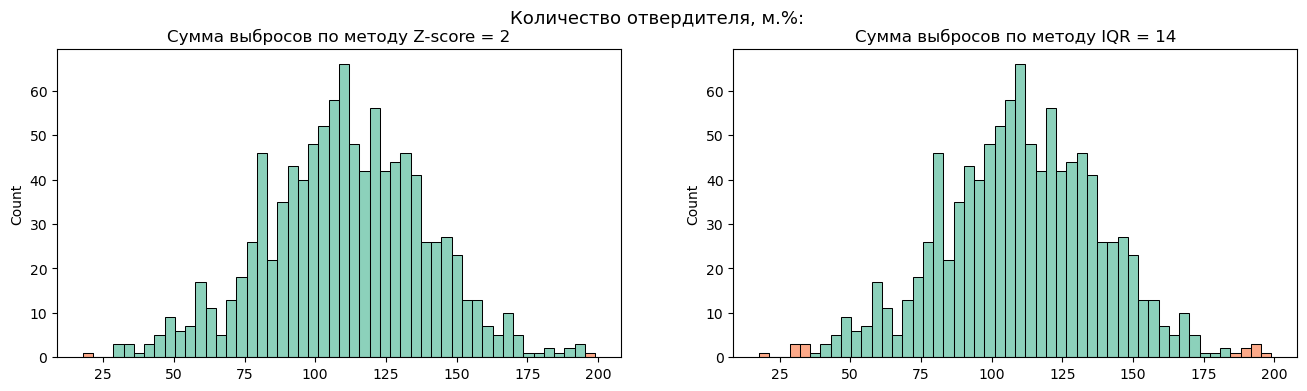 Количество отвердителя, м.%:
Сумма выбросов по методу Z-score = 2
Count
60
50
40
30
20
10
0
25 50 75 100 125 150 175 200
Сумма выбросов по методу IQR = 14
Count
60
50
40
30
20
10
0
25 50 75 100 125 150 175 200